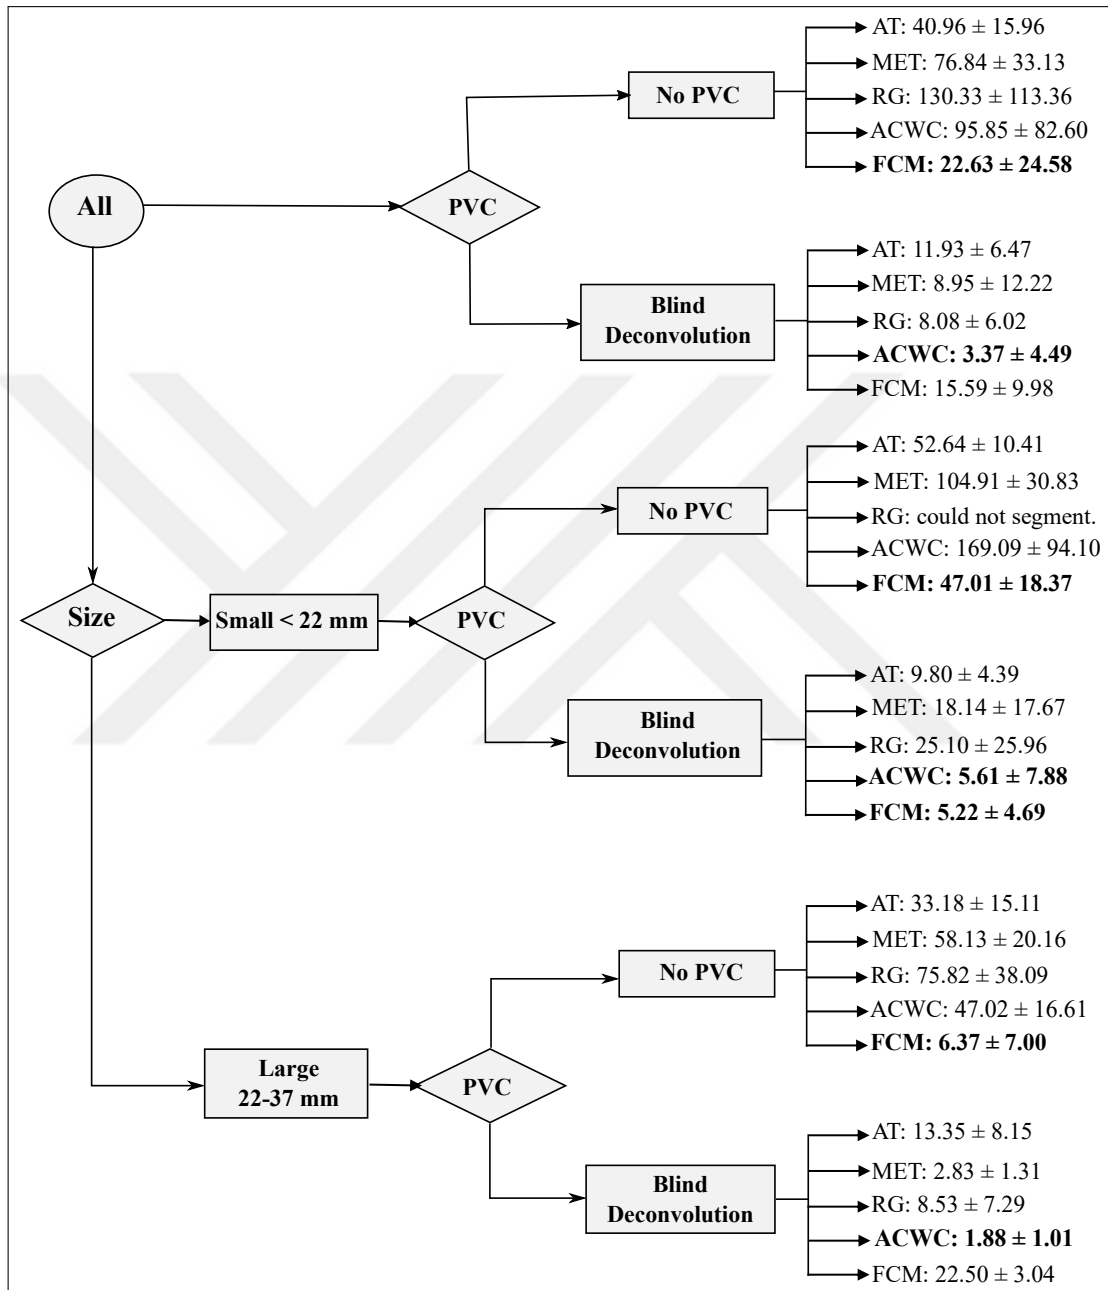 AT: 40.96 ± 15.96
MET: 76.84 ± 33.13
No PVC
RG: 130.33 ± 113.36
ACWC: 95.85 ± 82.60
FCM: 22.63 ± 24.58
All
PVC
AT: 11.93 ± 6.47
MET: 8.95 ± 12.22
Blind
Deconvolution
RG: 8.08 ± 6.02
ACWC: 3.37 ± 4.49
FCM: 15.59 ± 9.98
AT: 52.64 ± 10.41
MET: 104.91 ± 30.83
No PVC
RG: could not segment.
ACWC: 169.09 ± 94.10
FCM: 47.01 ± 18.37
Size
Small < 22 mm
PVC
AT: 9.80 ± 4.39
MET: 18.14 ± 17.67
Blind
Deconvolution
RG: 25.10 ± 25.96
ACWC: 5.61 ± 7.88
FCM: 5.22 ± 4.69
AT: 33.18 ± 15.11
MET: 58.13 ± 20.16
No PVC
RG: 75.82 ± 38.09
ACWC: 47.02 ± 16.61
FCM: 6.37 ± 7.00
Large
22-37 mm
PVC
AT: 13.35 ± 8.15
MET: 2.83 ± 1.31
Blind
Deconvolution
RG: 8.53 ± 7.29
ACWC: 1.88 ± 1.01
FCM: 22.50 ± 3.04